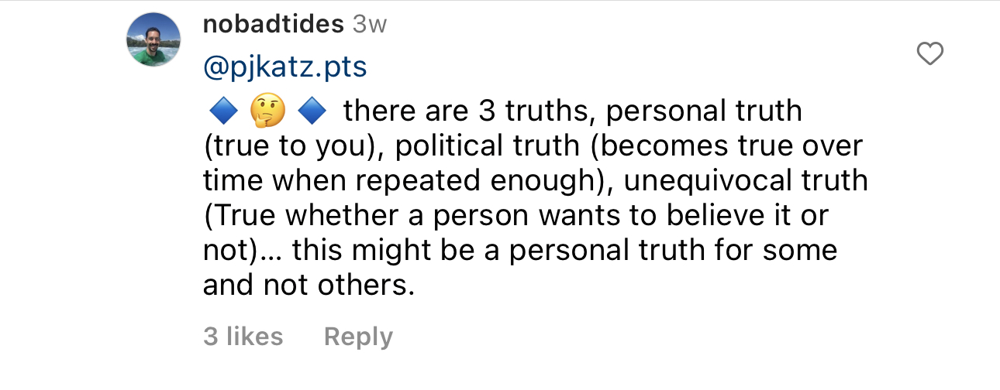 nobadtides 3w
@pjkatz.pts
🔷 🤔 🔷 there are 3 truths, personal truth
(true to you), political truth (becomes true over
time when repeated enough), unequivocal truth
(True whether a person wants to believe it or
not)... this might be a personal truth for some
and not others.
3 likes Reply